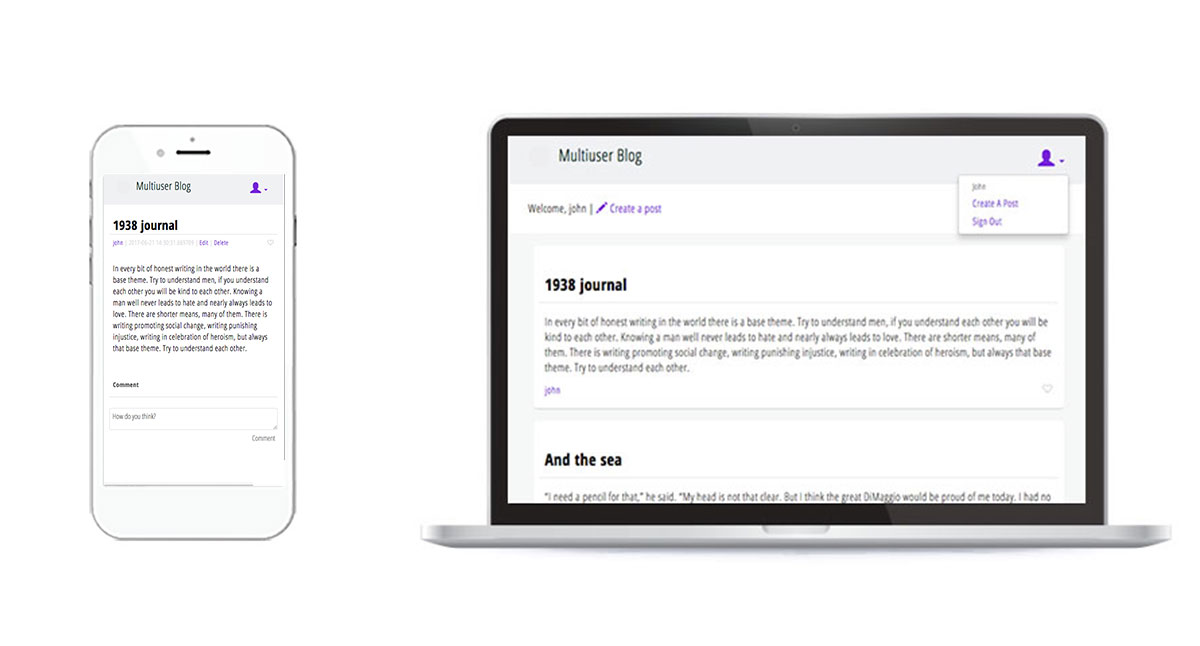 Multiuser Blog
1938 journal
john | 2017-06-21 14:30:51.669789 | Edit | Delete
In every bit of honest writing in the world there is a
base theme. Try to understand men, if you understand
each other you will be kind to each other. Knowing a
man well never leads to hate and nearly always leads to
love. There are shorter means, many of them. There is
writing promoting social change, writing punishing
injustice, writing in celebration of heroism, but always
that base theme. Try to understand each other.
Comment
How do you think?
Comment
Multiuser Blog
John
Create A Post
Sign Out
Welcome, john | Create a post
1938 journal
In every bit of honest writing in the world there is a base theme. Try to understand men, if you understand each other you will be
kind to each other. Knowing a man well never leads to hate and nearly always leads to love. There are shorter means, many of
them. There is writing promoting social change, writing punishing injustice, writing in celebration of heroism, but always that base
theme. Try to understand each other.
john
And the sea
"I need a pencil for that," he said. "My head is not that clear. But I think the great DiMaggio would be proud of me today. I had no